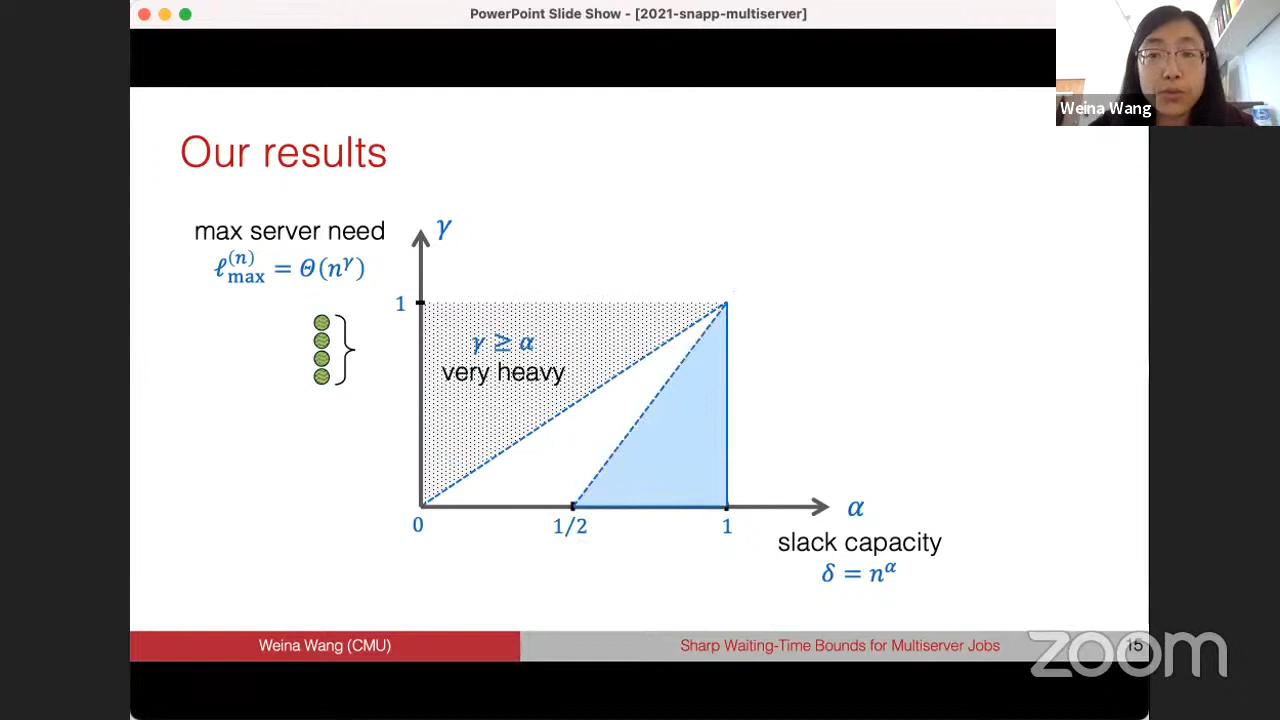 PowerPoint Slide Show - [2021-snapp-multiserver]
Weina Wang
Our results
max server need
ℓ_max^(n) = Θ(n^γ)
γ
1
γ ≥ α
very heavy
0
1/2
1
α
slack capacity
δ = n^α
Weina Wang (CMU)
Sharp Waiting-Time Bounds for Multiserver Jobs
15
zoom